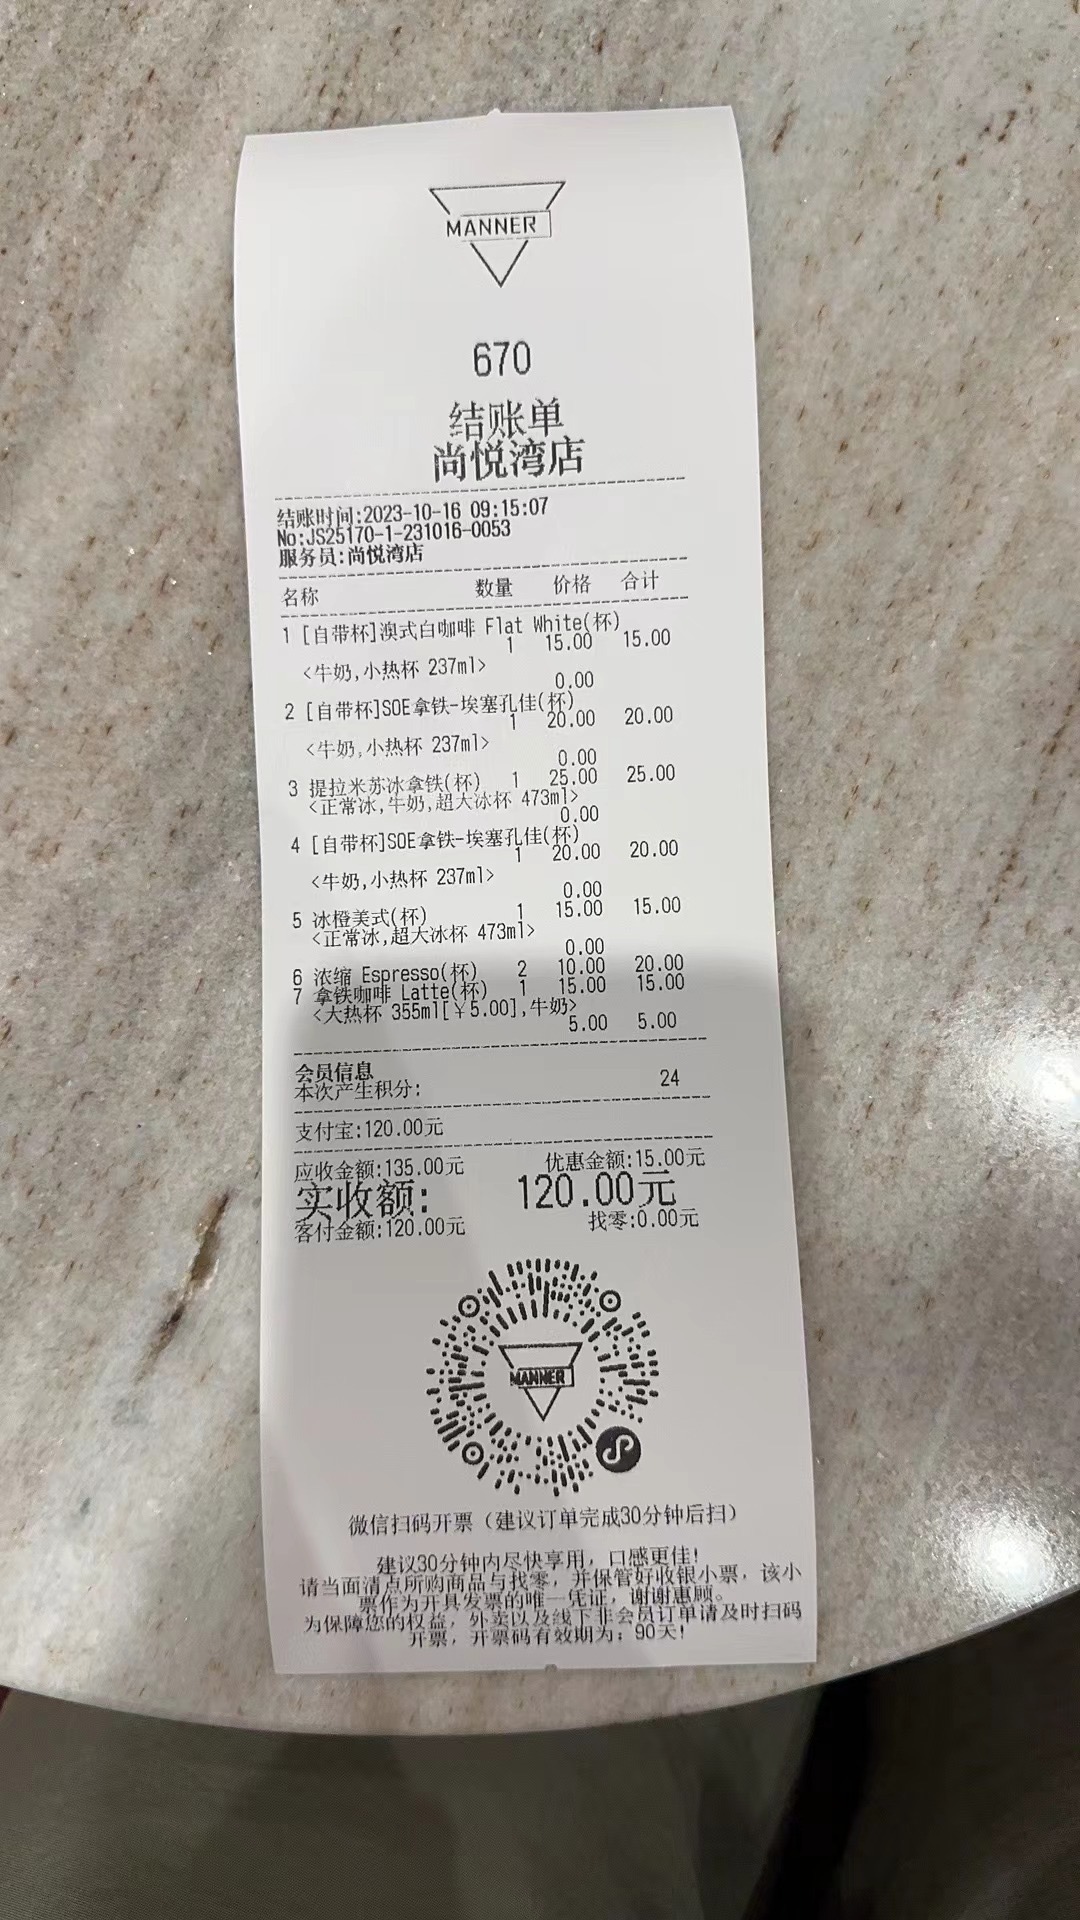 MANNER
670
结账单
尚悦湾店
结账时间:2023-10-16 09:15:07
No:JS25170-1-231016-0053
服务员:尚悦湾店
名称 数量 价格 合计
1 [自带杯]澳式白咖啡 Flat White(杯)
1 15.00 15.00
<牛奶,小热杯 237ml>
0.00
2 [自带杯]SOE拿铁-埃塞孔佳(杯)
1 20.00 20.00
<牛奶,小热杯 237ml>
0.00
3 提拉米苏冰拿铁(杯) 1 25.00 25.00
<正常冰,牛奶,超大冰杯 473ml>
0.00
4 [自带杯]SOE拿铁-埃塞孔佳(杯)
1 20.00 20.00
<牛奶,小热杯 237ml>
0.00
5 冰橙美式(杯) 1 15.00 15.00
<正常冰,超大冰杯 473ml>
0.00
6 浓缩 Espresso(杯) 2 10.00 20.00
7 拿铁咖啡 Latte(杯) 1 15.00 15.00
<大热杯 355ml[￥5.00],牛奶>
5.00 5.00
会员信息
本次产生积分: 24
支付宝:120.00元
应收金额:135.00元 优惠金额:15.00元
实收额: 120.00元
客付金额:120.00元 找零:0.00元
MANNER
微信扫码开票（建议订单完成30分钟后扫）
建议30分钟内尽快享用，口感更佳!
请当面清点所购商品与找零，并保管好收银小票，该小
票作为开具发票的唯一凭证，谢谢惠顾。
为保障您的权益，外卖以及线下非会员订单请及时扫码
开票，开票码有效期为：90天!